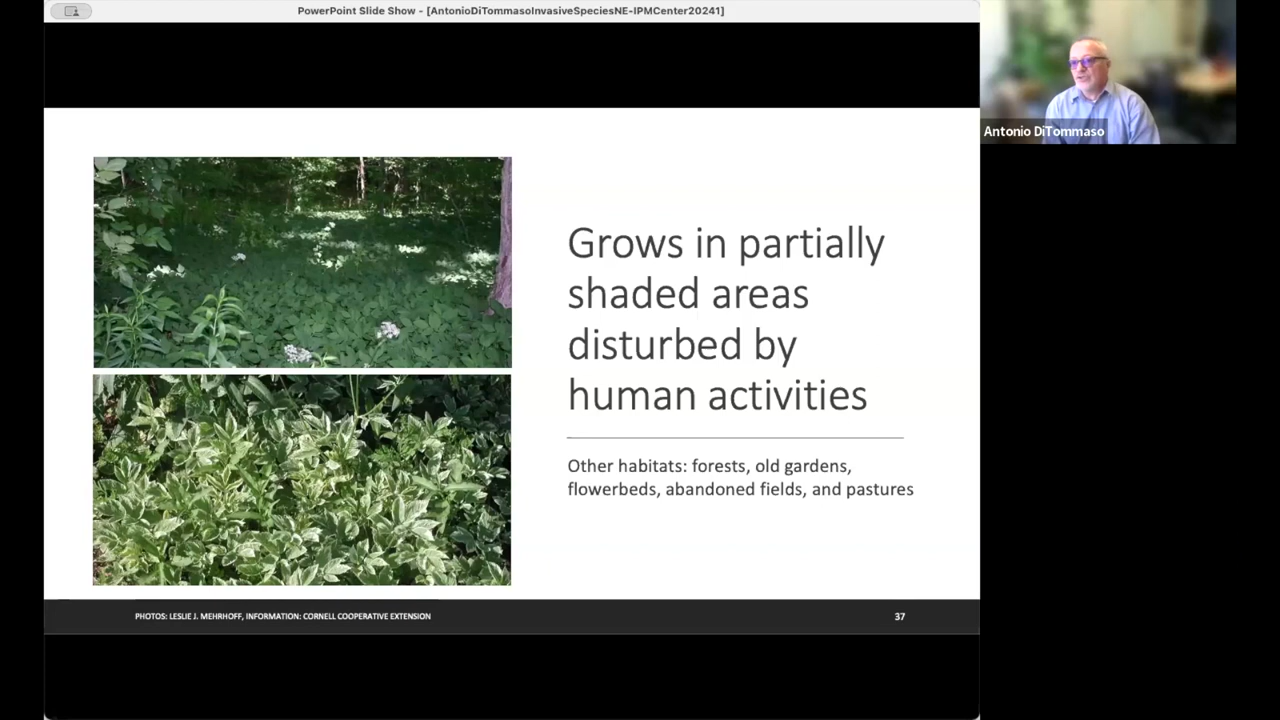 PowerPoint Slide Show - [AntonioDiTommasoInvasiveSpeciesNE-IPMCenter20241]
Antonio DiTommaso
Grows in partially
shaded areas
disturbed by
human activities
Other habitats: forests, old gardens,
flowerbeds, abandoned fields, and pastures
PHOTOS: LESLIE J. MEHRHOFF, INFORMATION: CORNELL COOPERATIVE EXTENSION
37